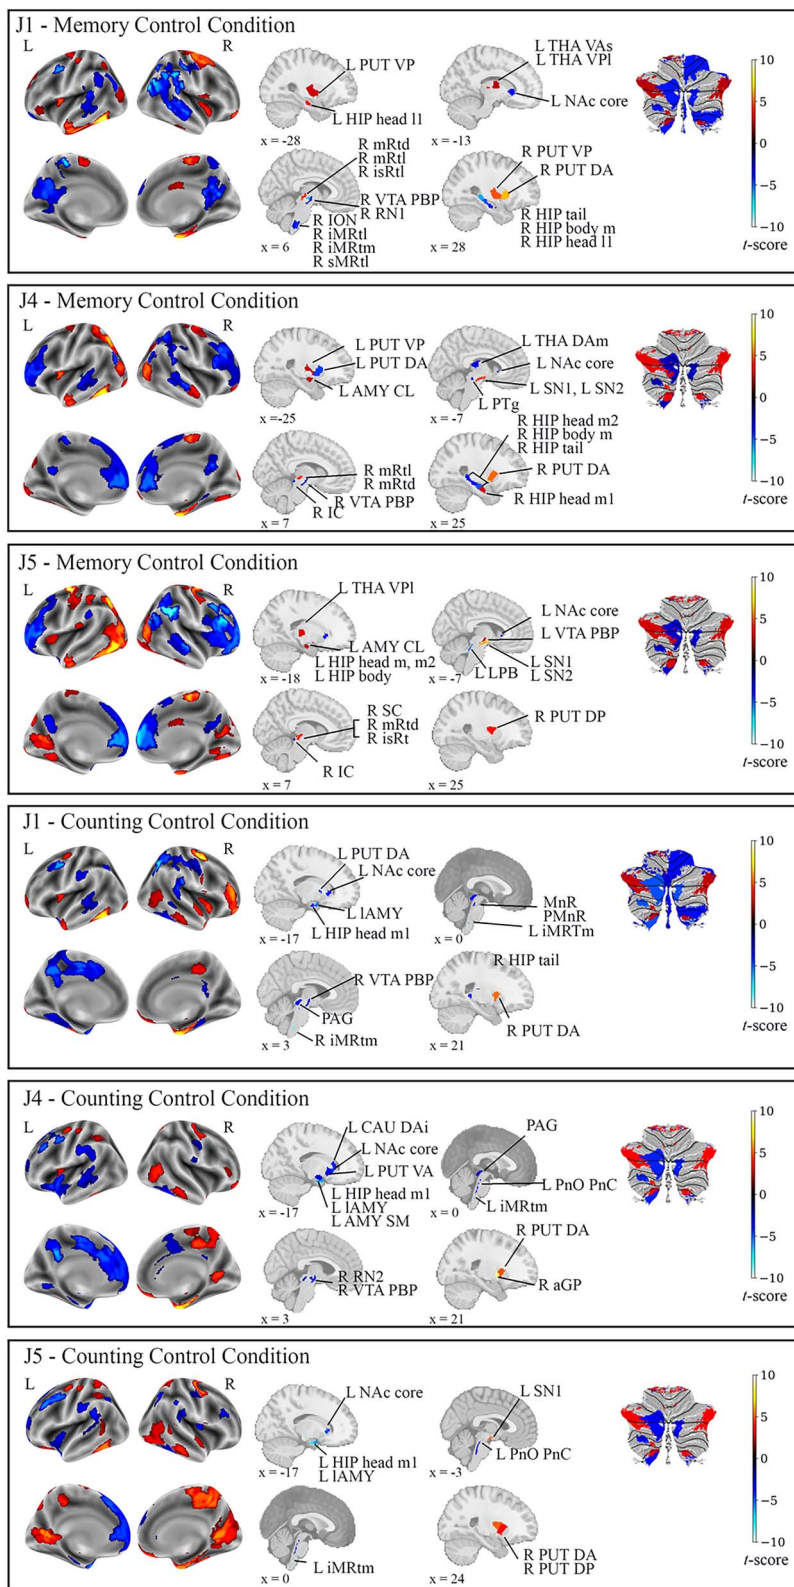 J1 - Memory Control Condition
L R
L PUT VP
L HIP head l1
x = -28
L THA VAs
L THA VPl
L NAc core
x = -13
R mRtd
R mRtl
R isRtl
R VTA PBP
R RN1
R ION
R iMRtl
R iMRtm
R sMRtl
x = 6
R PUT VP
R PUT DA
R HIP tail
R HIP body m
R HIP head l1
x = 28
10
5
0
−5
−10
t-score
J4 - Memory Control Condition
L R
L PUT VP
L PUT DA
L AMY CL
x =-25
L THA DAm
L NAc core
L SN1, L SN2
L PTg
x = -7
R mRtl
R mRtd
R VTA PBP
R IC
x = 7
R HIP head m2
R HIP body m
R HIP tail
R PUT DA
R HIP head m1
x = 25
10
5
0
−5
−10
t-score
J5 - Memory Control Condition
L R
L THA VPl
L AMY CL
L HIP head m, m2
L HIP body
x = -18
L NAc core
L VTA PBP
L SN1
L SN2
L LPB
x = -7
R SC
R mRtd
R isRt
R IC
x = 7
R PUT DP
x = 25
10
5
0
−5
−10
t-score
J1 - Counting Control Condition
L R
L PUT DA
L NAc core
L lAMY
L HIP head m1
x = -17
MnR
PMnR
L iMRTm
x = 0
R VTA PBP
PAG
R iMRtm
x = 3
R HIP tail
R PUT DA
x = 21
10
5
0
−5
−10
t-score
J4 - Counting Control Condition
L R
L CAU DAi
L NAc core
L PUT VA
L HIP head m1
L lAMY
L AMY SM
x = -17
PAG
L PnO PnC
L iMRtm
x = 0
R RN2
R VTA PBP
x = 3
R PUT DA
R aGP
x = 21
10
5
0
−5
−10
t-score
J5 - Counting Control Condition
L R
L NAc core
L HIP head m1
L lAMY
x = -17
L SN1
L PnO PnC
x = -3
L iMRtm
x = 0
R PUT DA
R PUT DP
x = 24
10
5
0
−5
−10
t-score